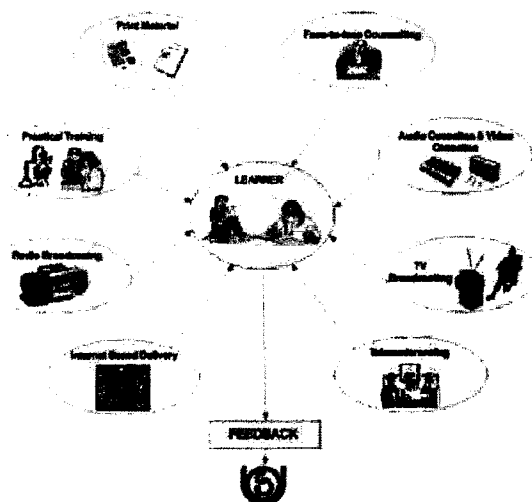 Print Material
Face-to-face Counselling
Practical Training
Audio Cassettes & Video
Cassettes
LEARNER
Radio Broadcasting
TV
Broadcasting
Internet Based Delivery
Teleconferencing
FEEDBACK